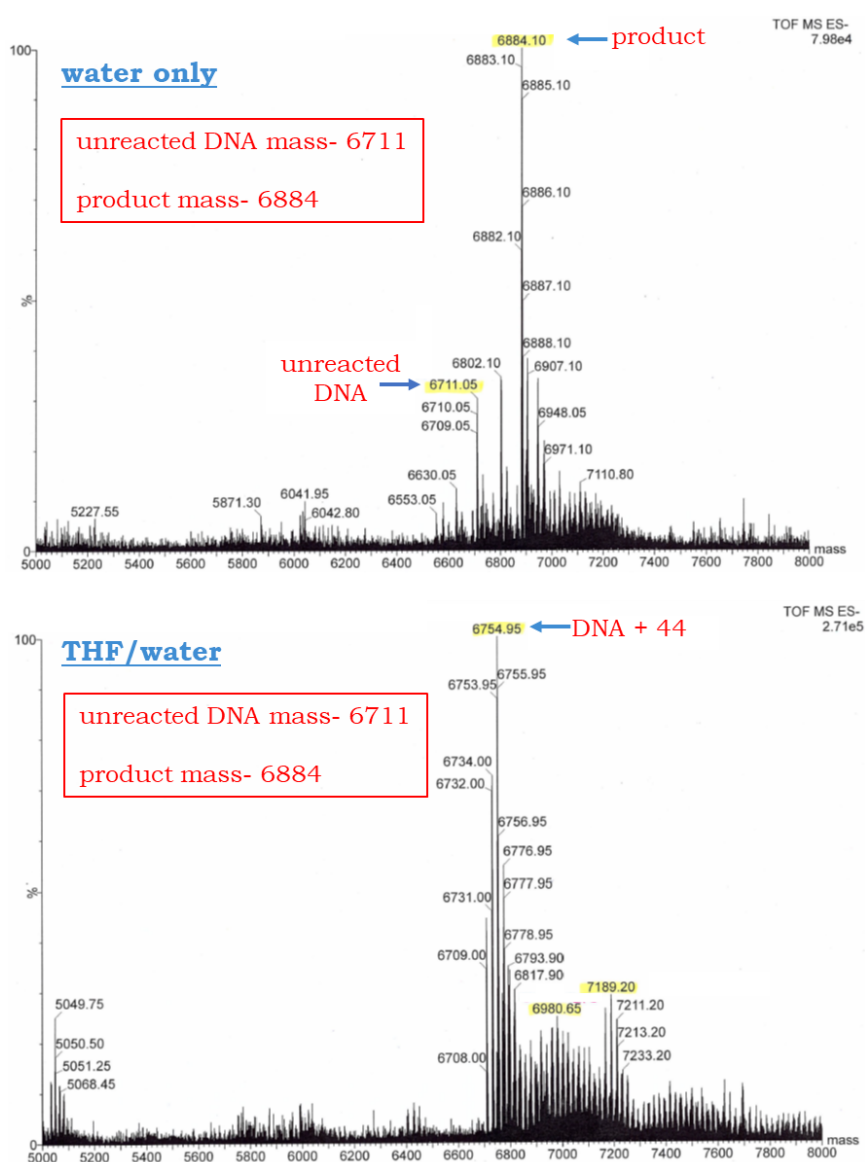 TOF MS ES-
7.98e4
100
6884.10
product
6883.10
water only
6885.10
unreacted DNA mass- 6711
product mass- 6884
6886.10
6882.10
6887.10
%
6888.10
unreacted
DNA
6802.10
6907.10
6711.05
6710.05
6709.05
6948.05
6971.10
6630.05
7110.80
6553.05
5227.55
5871.30
6041.95
6042.80
0
mass
5000 5200 5400 5600 5800 6000 6200 6400 6600 6800 7000 7200 7400 7600 7800 8000
TOF MS ES-
2.71e5
100
6754.95
DNA + 44
THF/water
6753.95
6755.95
unreacted DNA mass- 6711
product mass- 6884
6734.00
6732.00
6756.95
6776.95
6777.95
%
6731.00
6778.95
6709.00
6793.90
6817.90
7189.20
6980.65
7211.20
7213.20
7233.20
6708.00
5049.75
5050.50
5051.25
5068.45
0
mass
5000 5200 5400 5600 5800 6000 6200 6400 6600 6800 7000 7200 7400 7600 7800 8000